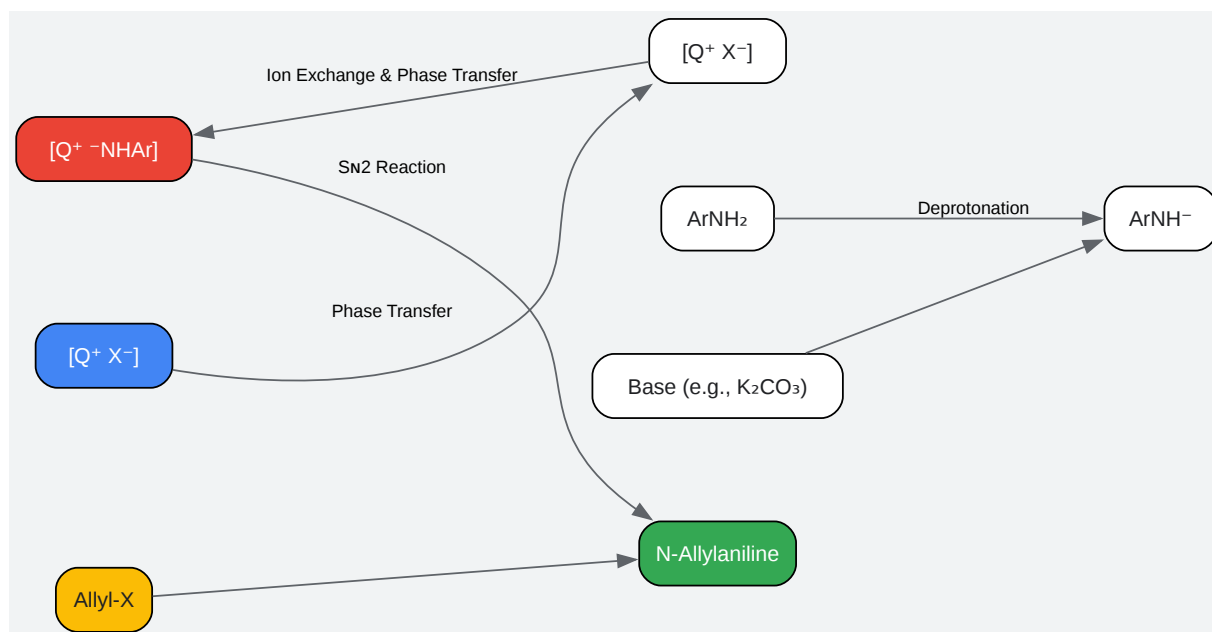 [Q⁺ X⁻]
Ion Exchange & Phase Transfer
[Q⁺ ⁻NHAr]
Sɴ2 Reaction
ArNH₂
Deprotonation
ArNH⁻
Phase Transfer
[Q⁺ X⁻]
Base (e.g., K₂CO₃)
N-Allylaniline
Allyl-X